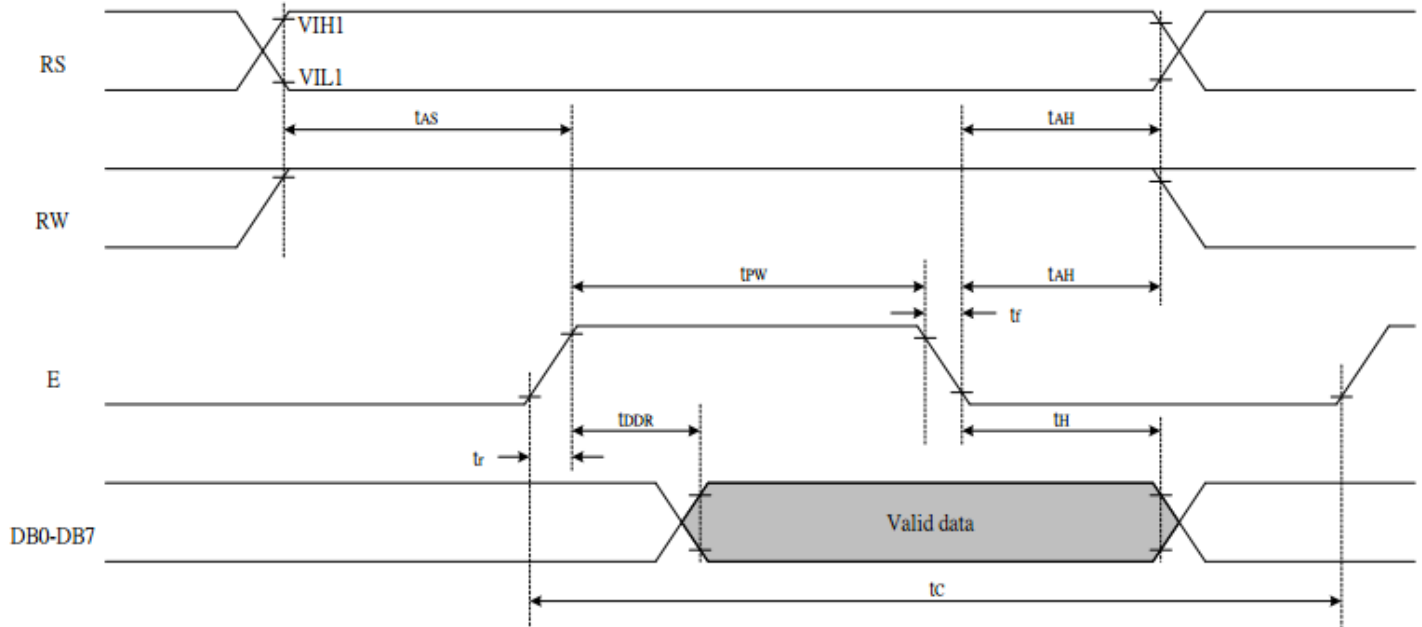 VIH1
RS
VIL1
tAS
tAH
RW
tPW
tAH
tf
E
tDDR
tH
tr
Valid data
DB0-DB7
tC